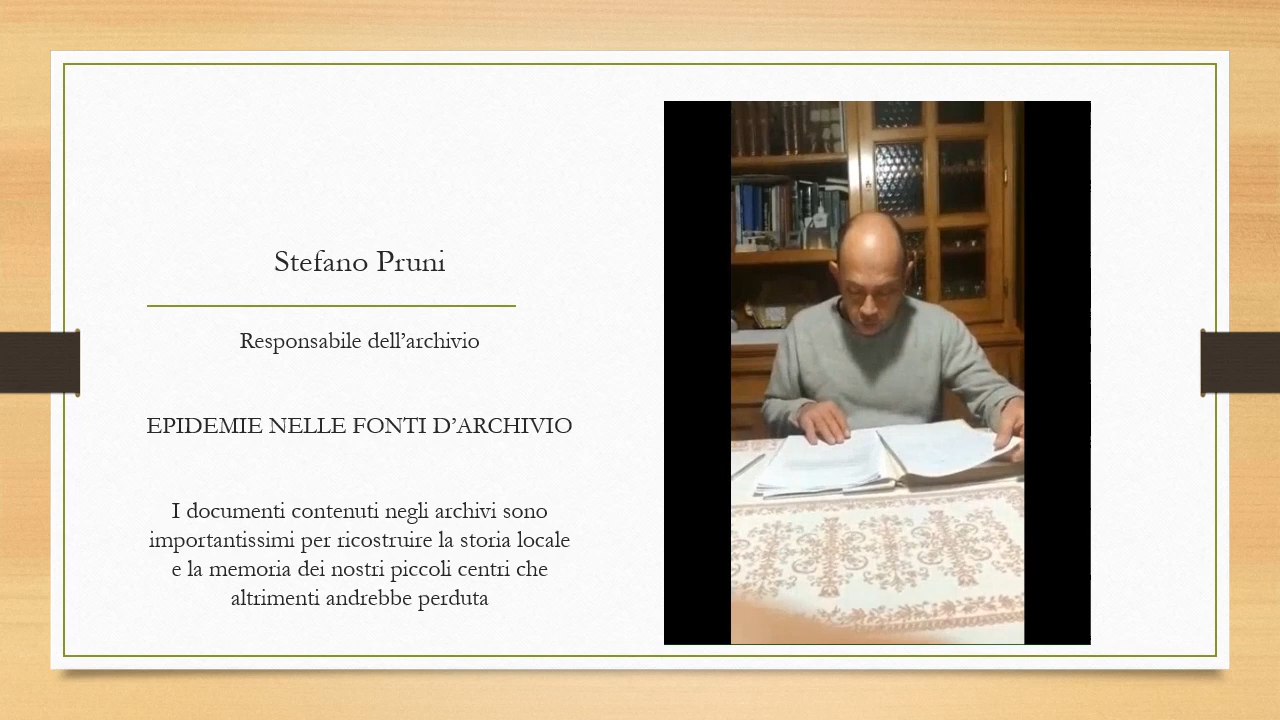 Stefano Pruni
Responsabile dell’archivio
EPIDEMIE NELLE FONTI D’ARCHIVIO
I documenti contenuti negli archivi sono
importantissimi per ricostruire la storia locale
e la memoria dei nostri piccoli centri che
altrimenti andrebbe perduta